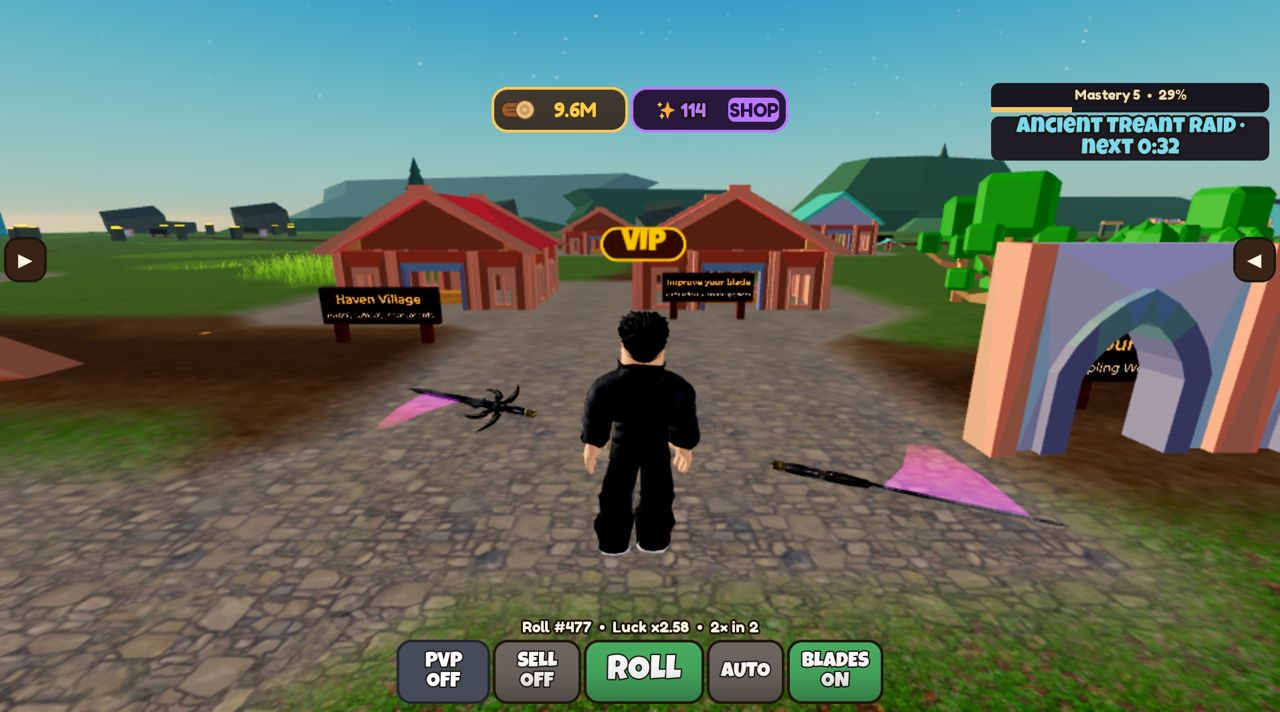 9.6M
114
SHOP
Mastery 5 • 29%
ANCIENT TREANT RAID •
NEXT 0:32
VIP
Haven Village
Improve your blade
Roll #477 • Luck x2.58 • 2x in 2
PVP
OFF
SELL
OFF
ROLL
AUTO
BLADES
ON